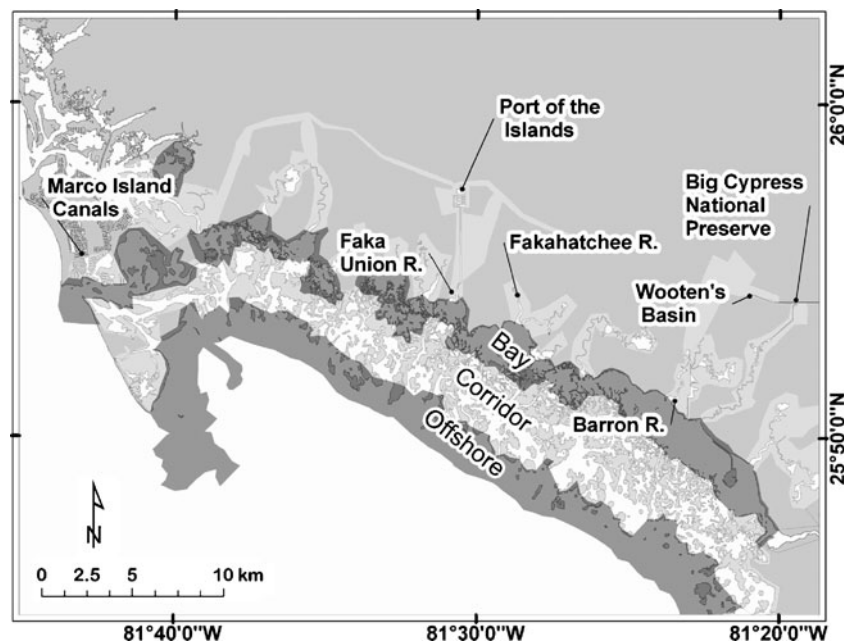 26°0'0"N
Port of the
Islands
Marco Island
Canals
Big Cypress
National
Preserve
Faka
Union R.
Fakahatchee R.
Wooten's
Basin
Bay
Corridor
Offshore
Barron R.
25°50'0"N
N
0 2.5 5 10 km
81°40'0"W
81°30'0"W
81°20'0"W